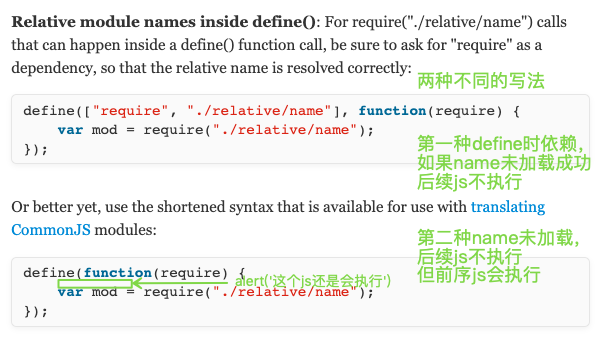 Relative module names inside define(): For require("./relative/name") calls
that can happen inside a define() function call, be sure to ask for "require" as a
dependency, so that the relative name is resolved correctly:
两种不同的写法
define(["require", "./relative/name"], function(require) {
    var mod = require("./relative/name");
});
第一种define时依赖，
如果name未加载成功
后续js不执行
Or better yet, use the shortened syntax that is available for use with translating
CommonJS modules:
第二种name未加载，
后续js不执行
但前序js会执行
define(function(require) {
alert('这个js还是会执行')
    var mod = require("./relative/name");
});